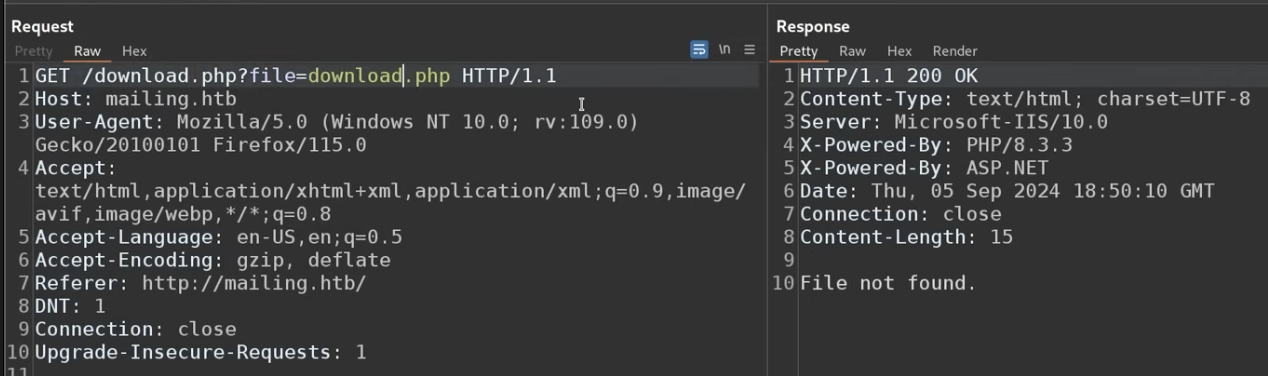 Request
Pretty Raw Hex \n
1 GET /download.php?file=download.php HTTP/1.1
2 Host: mailing.htb
3 User-Agent: Mozilla/5.0 (Windows NT 10.0; rv:109.0)
Gecko/20100101 Firefox/115.0
4 Accept:
text/html,application/xhtml+xml,application/xml;q=0.9,image/
avif,image/webp,*/*;q=0.8
5 Accept-Language: en-US,en;q=0.5
6 Accept-Encoding: gzip, deflate
7 Referer: http://mailing.htb/
8 DNT: 1
9 Connection: close
10 Upgrade-Insecure-Requests: 1
11
Response
Pretty Raw Hex Render
1 HTTP/1.1 200 OK
2 Content-Type: text/html; charset=UTF-8
3 Server: Microsoft-IIS/10.0
4 X-Powered-By: PHP/8.3.3
5 X-Powered-By: ASP.NET
6 Date: Thu, 05 Sep 2024 18:50:10 GMT
7 Connection: close
8 Content-Length: 15
9
10 File not found.